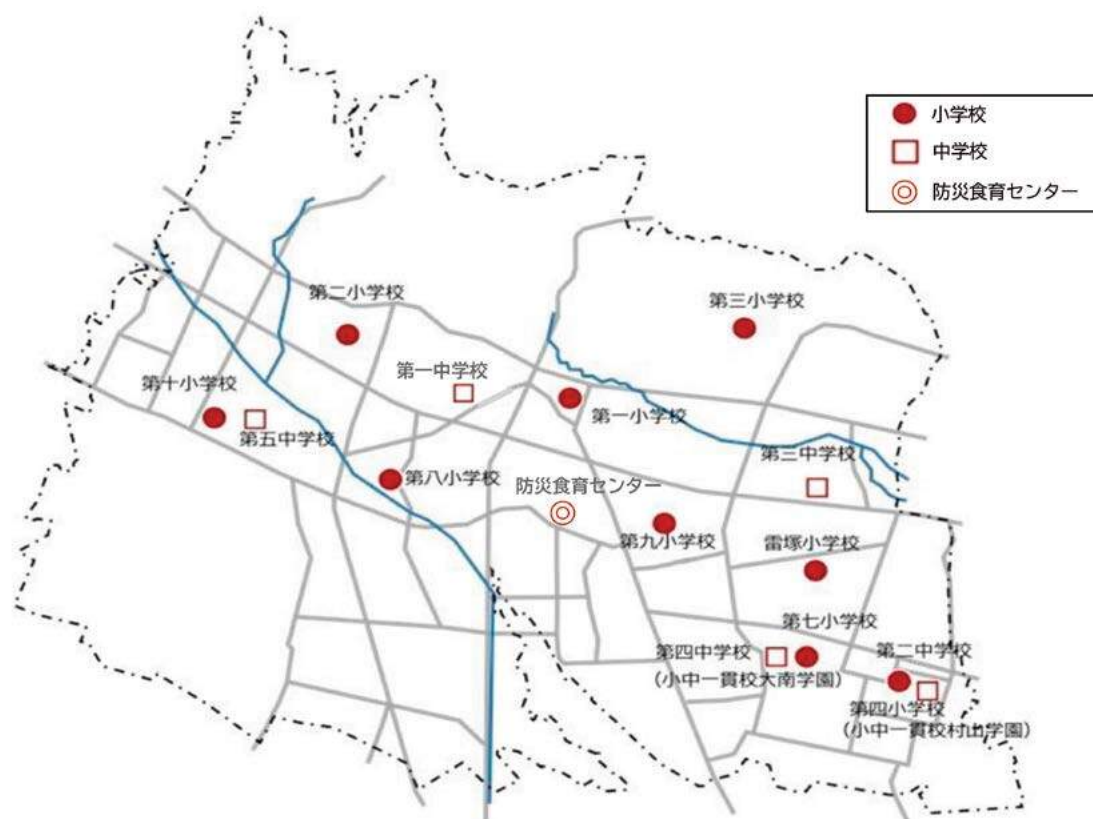 小学校
中学校
防災食育センター
第二小学校
第三小学校
第一中学校
第十小学校
第一小学校
第五中学校
第三中学校
第八小学校
防災食育センター
第九小学校
雷塚小学校
第七小学校
第四中学校
(小中一貫校大南学園)
第二中学校
第四小学校
(小中一貫校村山学園)